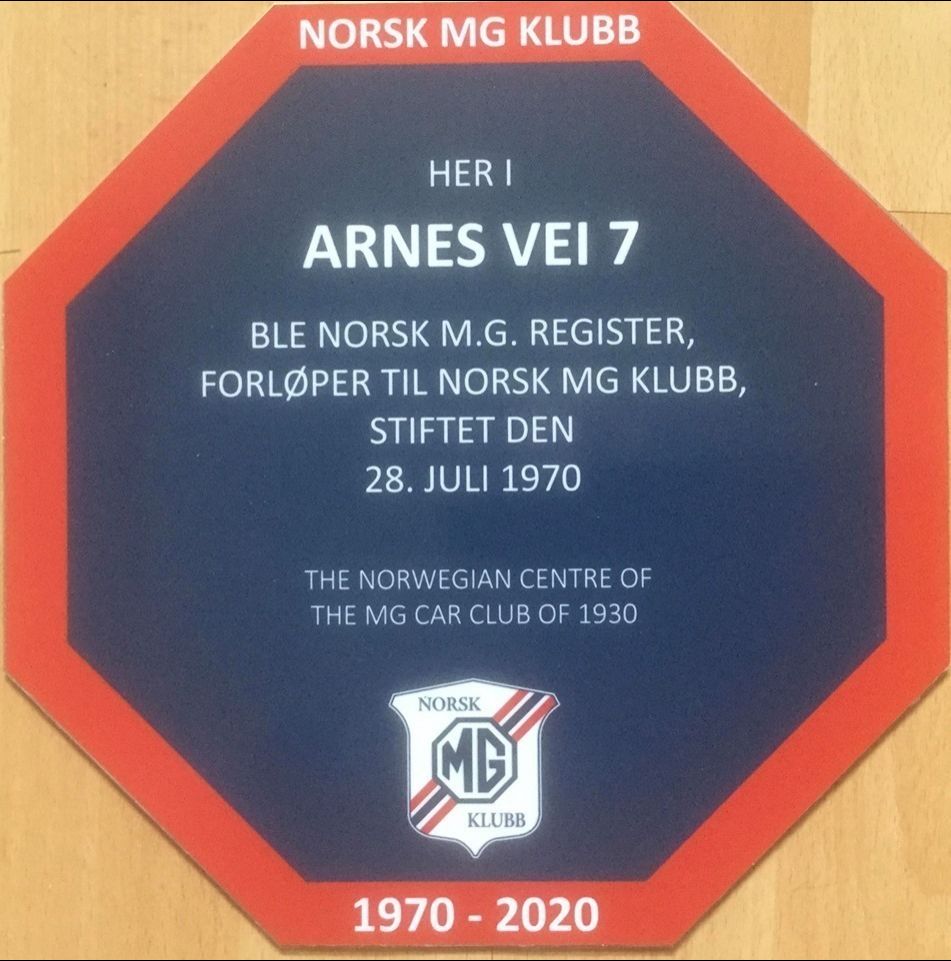 NORSK MG KLUBB
HER I
ARNES VEI 7
BLE NORSK M.G. REGISTER,
FORLØPER TIL NORSK MG KLUBB,
STIFTET DEN
28. JULI 1970
THE NORWEGIAN CENTRE OF
THE MG CAR CLUB OF 1930
NORSK
MG
KLUBB
1970 - 2020